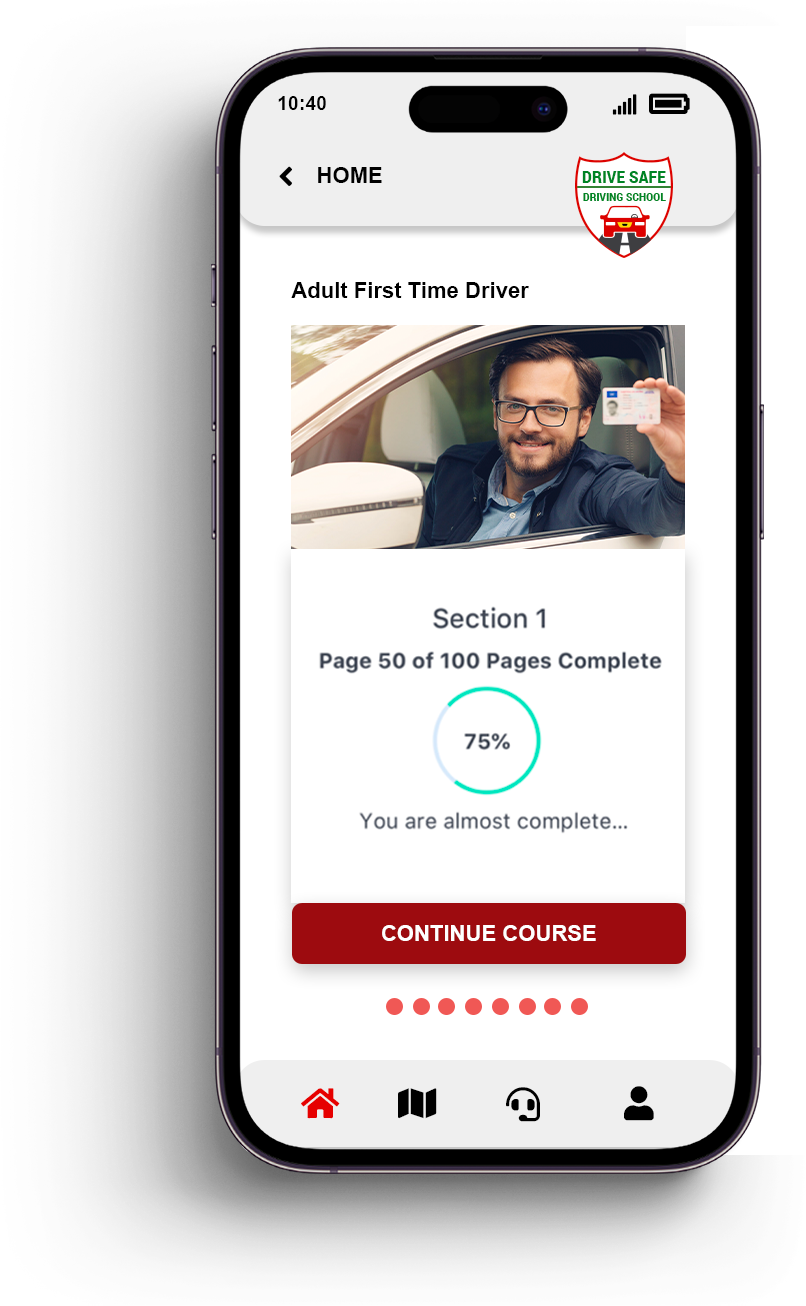 10:40
HOME
DRIVE SAFE
DRIVING SCHOOL
Adult First Time Driver
Section 1
Page 50 of 100 Pages Complete
75%
You are almost complete...
CONTINUE COURSE